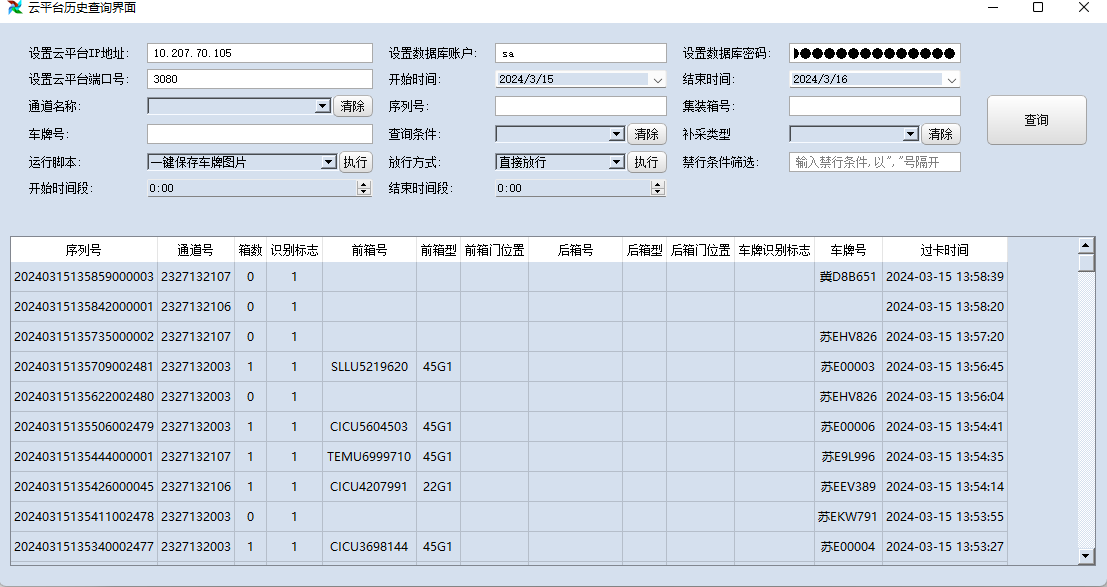 云平台历史查询界面
设置云平台IP地址: 10.207.70.105 设置数据库账户: sa 设置数据库密码: ●●●●●●●●●●●●●●
设置云平台端口号: 3080 开始时间: 2024/3/15 结束时间: 2024/3/16
通道名称: 清除 序列号: 集装箱号:
查询
车牌号: 查询条件: 清除 补采类型 清除
运行脚本: 一键保存车牌图片 执行 放行方式: 直接放行 执行 禁行条件筛选: 输入禁行条件,以”,”号隔开
开始时间段: 0:00 结束时间段: 0:00
序列号 通道号 箱数 识别标志 前箱号 前箱型 前箱门位置 后箱号 后箱型 后箱门位置 车牌识别标志 车牌号 过卡时间
20240315135859000003 2327132107 0 1 冀D8B651 2024-03-15 13:58:39
20240315135842000001 2327132106 0 1 2024-03-15 13:58:20
20240315135735000002 2327132107 0 1 苏EHV826 2024-03-15 13:57:20
20240315135709002481 2327132003 1 1 SLLU5219620 45G1 苏E00003 2024-03-15 13:56:45
20240315135622002480 2327132003 0 1 苏EHV826 2024-03-15 13:56:04
20240315135506002479 2327132003 1 1 CICU5604503 45G1 苏E00006 2024-03-15 13:54:41
20240315135444000001 2327132107 1 1 TEMU6999710 45G1 苏E9L996 2024-03-15 13:54:35
20240315135426000045 2327132106 1 1 CICU4207991 22G1 苏EEV389 2024-03-15 13:54:14
20240315135411002478 2327132003 0 1 苏EKW791 2024-03-15 13:53:55
20240315135340002477 2327132003 1 1 CICU3698144 45G1 苏E00004 2024-03-15 13:53:27